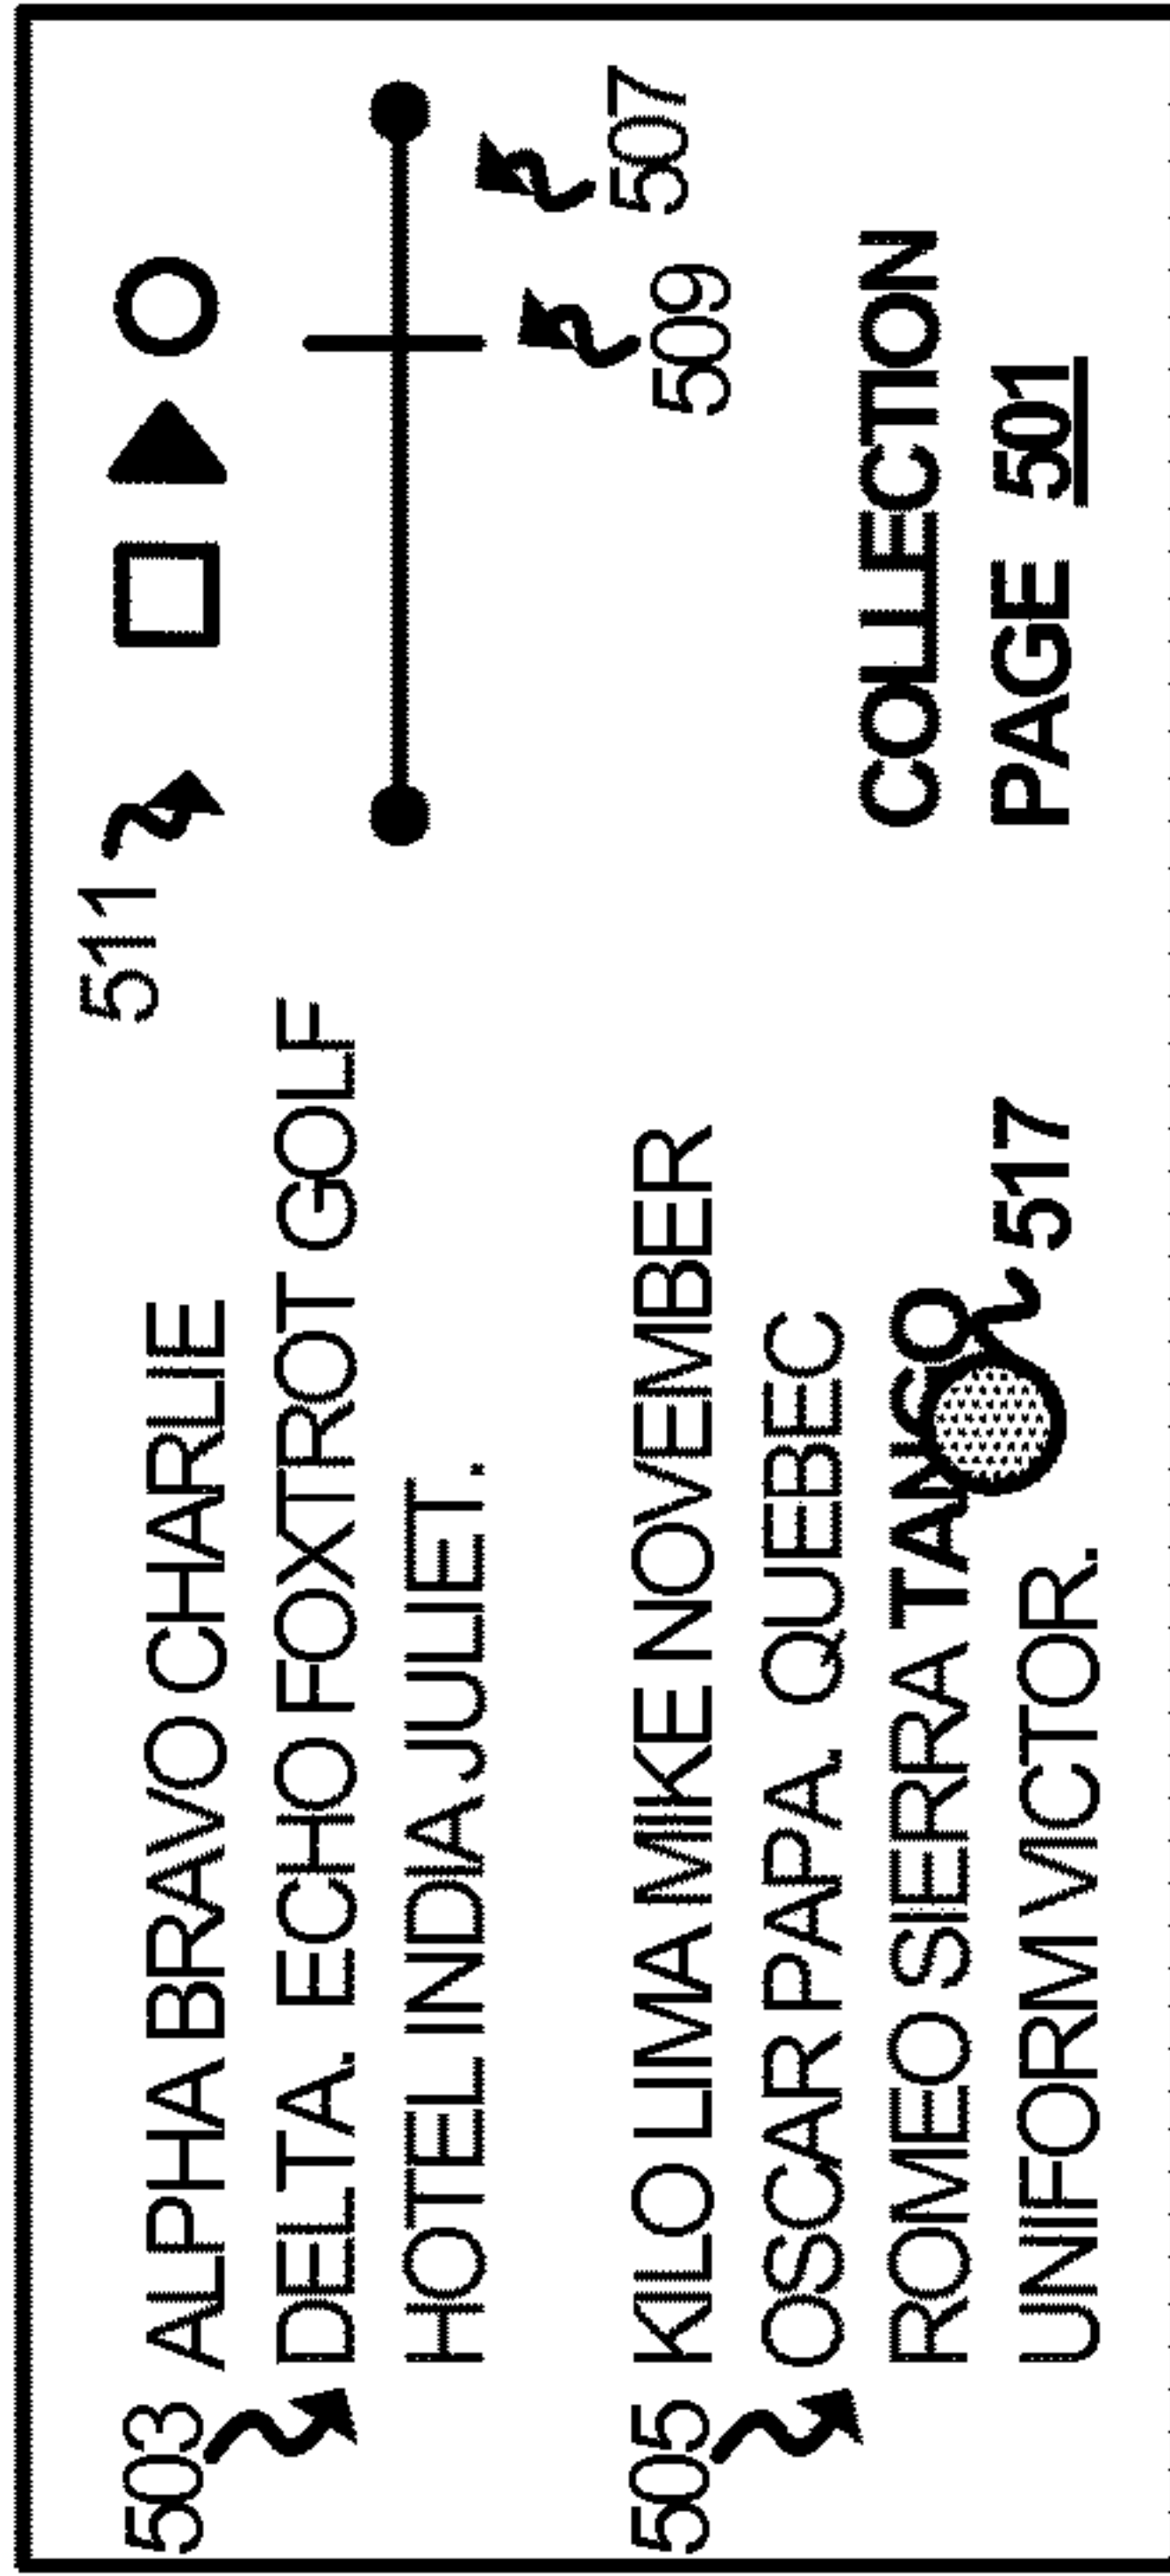 503
ALPHA BRAVO CHARLIE
DELTA. ECHO FOXTROT GOLF
HOTEL INDIA JULIET.
505
KILO LIMA MIKE NOVEMBER
OSCAR PAPA. QUEBEC
ROMEO SIERRA TANGO
UNIFORM VICTOR.
517
511
507
509
COLLECTION
PAGE 501